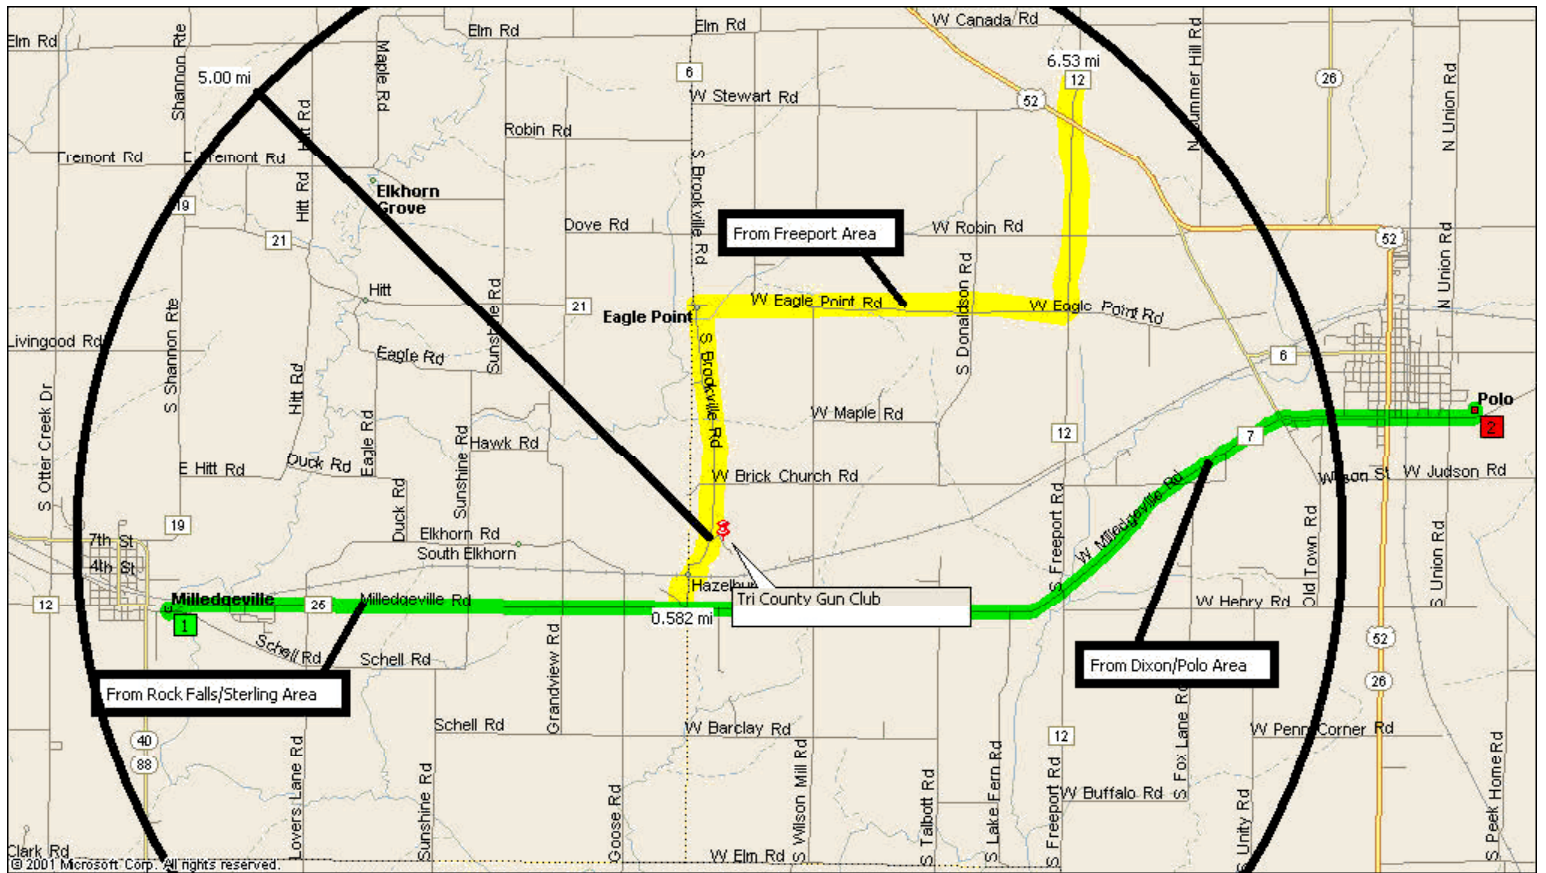 Elm Rd
Elm Rd
Elm Rd
W Canada Rd
Shannon Rte
Maple Rd
6
6.53 mi
12
26
N Summer Hill Rd
N Union Rd
5.00 mi
Hitt Rd
W Stewart Rd
52
Robin Rd
Fremont Rd
E Fremont Rd
S Brookville Rd
Elkhorn
Grove
19
Hitt Rd
21
Dove Rd
From Freeport Area
W Robin Rd
52
N Union Rd
Hitt
21
Sunshine Rd
W Eagle Point Rd
W Eagle Point Rd
S Donaldson Rd
Eagle Point
Livingood Rd
S Shannon Rte
Eagle Rd
S Brookville Rd
6
S Otter Creek Dr
Hitt Rd
Eagle Rd
W Maple Rd
Polo
2
12
7
Hawk Rd
Sunshine Rd
E Hitt Rd
Duck Rd
W Brick Church Rd
Wilson St
W Judson Rd
Duck Rd
19
7th St
4th St
Elkhorn Rd
South Elkhorn
S Freeport Rd
W Milledgeville Rd
Old Town Rd
S Union Rd
Tri County Gun Club
12
Milledgeville
1
26
Milledgeville Rd
0.582 mi
W Henry Rd
52
Schell Rd
Schell Rd
Grandview Rd
From Dixon/Polo Area
From Rock Falls/Sterling Area
26
Schell Rd
W Barclay Rd
S Fox Lane Rd
W Penn Corner Rd
40
88
12
Lovers Lane Rd
Sunshine Rd
Goose Rd
S Wilson Mill Rd
S Talbott Rd
S Lake Fern Rd
S Freeport Rd
W Buffalo Rd
S Unity Rd
S Peek Home Rd
Clark Rd
W Elm Rd
© 2001 Microsoft Corp. All rights reserved.